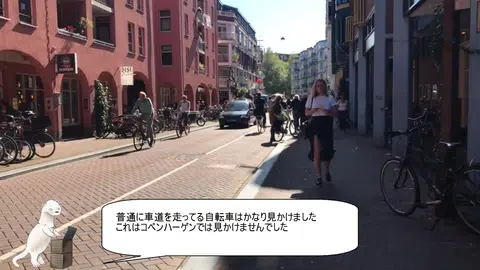 普通に車道を走ってる自転車はかなり見かけました
これはコペンハーゲンでは見かけませんでした